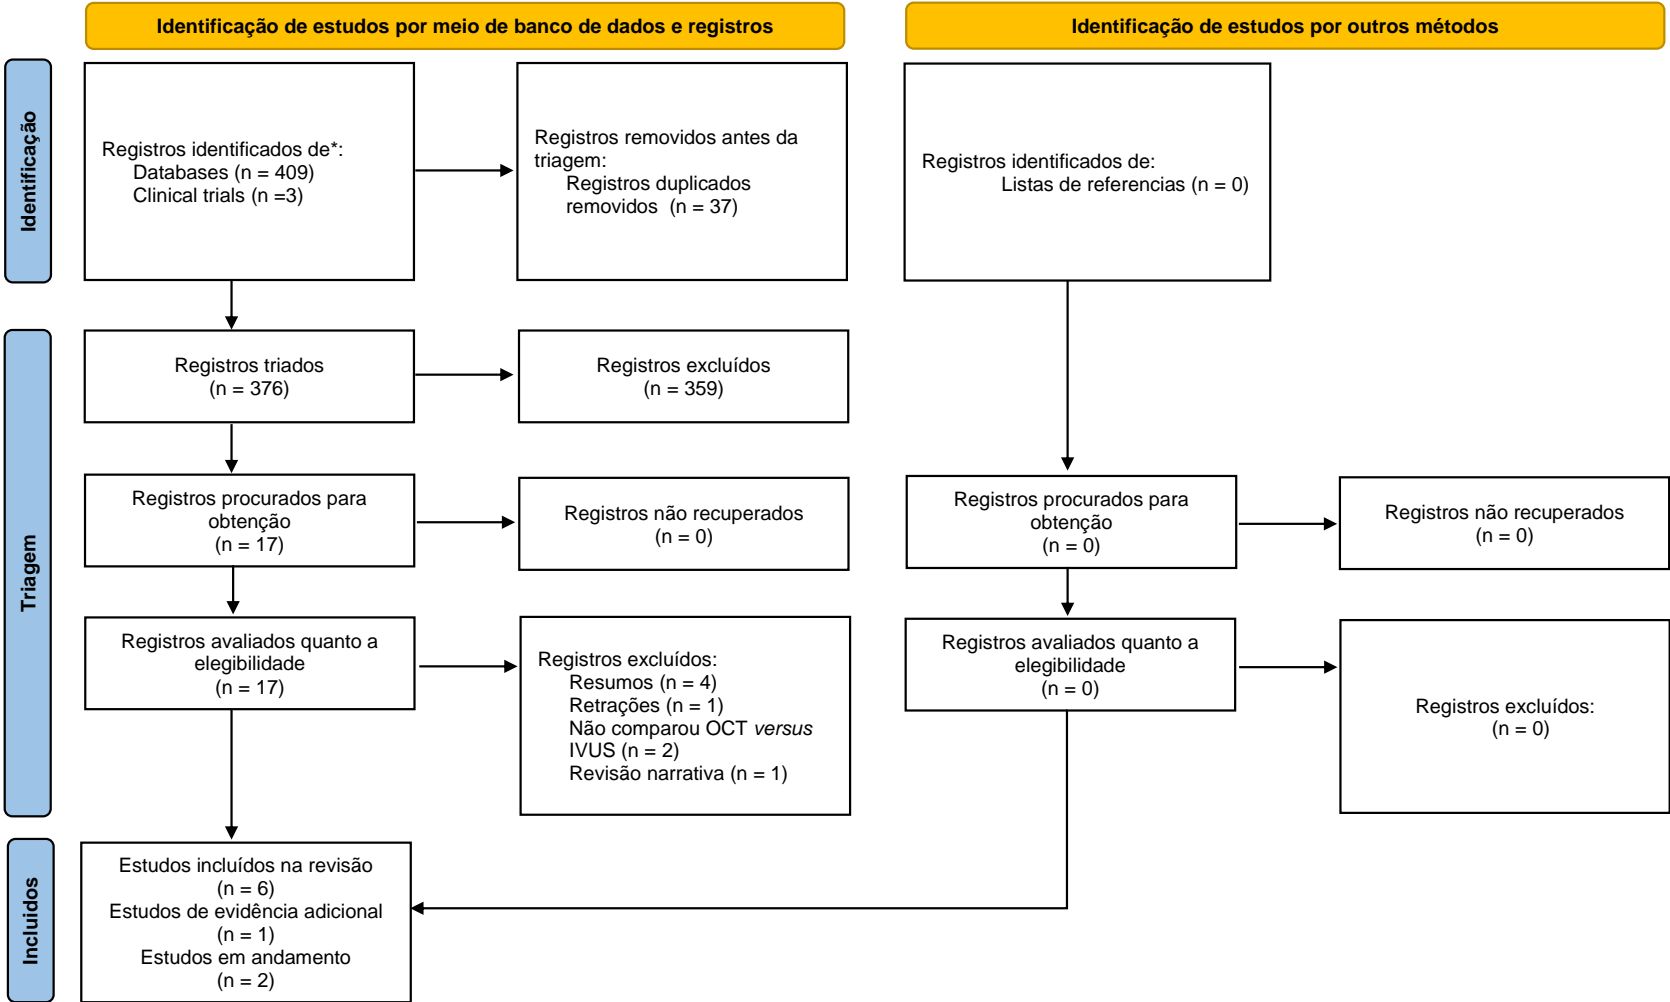 Identificação de estudos por meio de banco de dados e registros
Identificação de estudos por outros métodos
Identificação
Registros identificados de*:
Databases (n = 409)
Clinical trials (n =3)
Registros removidos antes da
triagem:
Registros duplicados
removidos (n = 37)
Registros identificados de:
Listas de referencias (n = 0)
Triagem
Registros triados
(n = 376)
Registros excluídos
(n = 359)
Registros procurados para
obtenção
(n = 17)
Registros não recuperados
(n = 0)
Registros procurados para
obtenção
(n = 0)
Registros não recuperados
(n = 0)
Registros avaliados quanto a
elegibilidade
(n = 17)
Registros excluídos:
Resumos (n = 4)
Retrações (n = 1)
Não comparou OCT versus
IVUS (n = 2)
Revisão narrativa (n = 1)
Registros avaliados quanto a
elegibilidade
(n = 0)
Registros excluídos:
(n = 0)
Incluidos
Estudos incluídos na revisão
(n = 6)
Estudos de evidência adicional
(n = 1)
Estudos em andamento
(n = 2)